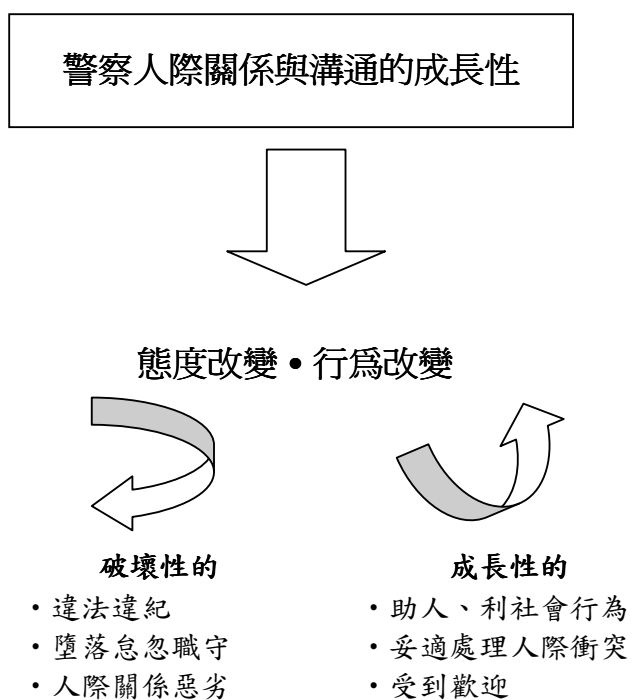 警察人際關係與溝通的成長性
態度改變•行為改變
破壞性的
・違法違紀
・墮落怠忽職守
・人際關係惡劣
成長性的
・助人、利社會行為
・妥適處理人際衝突
・受到歡迎